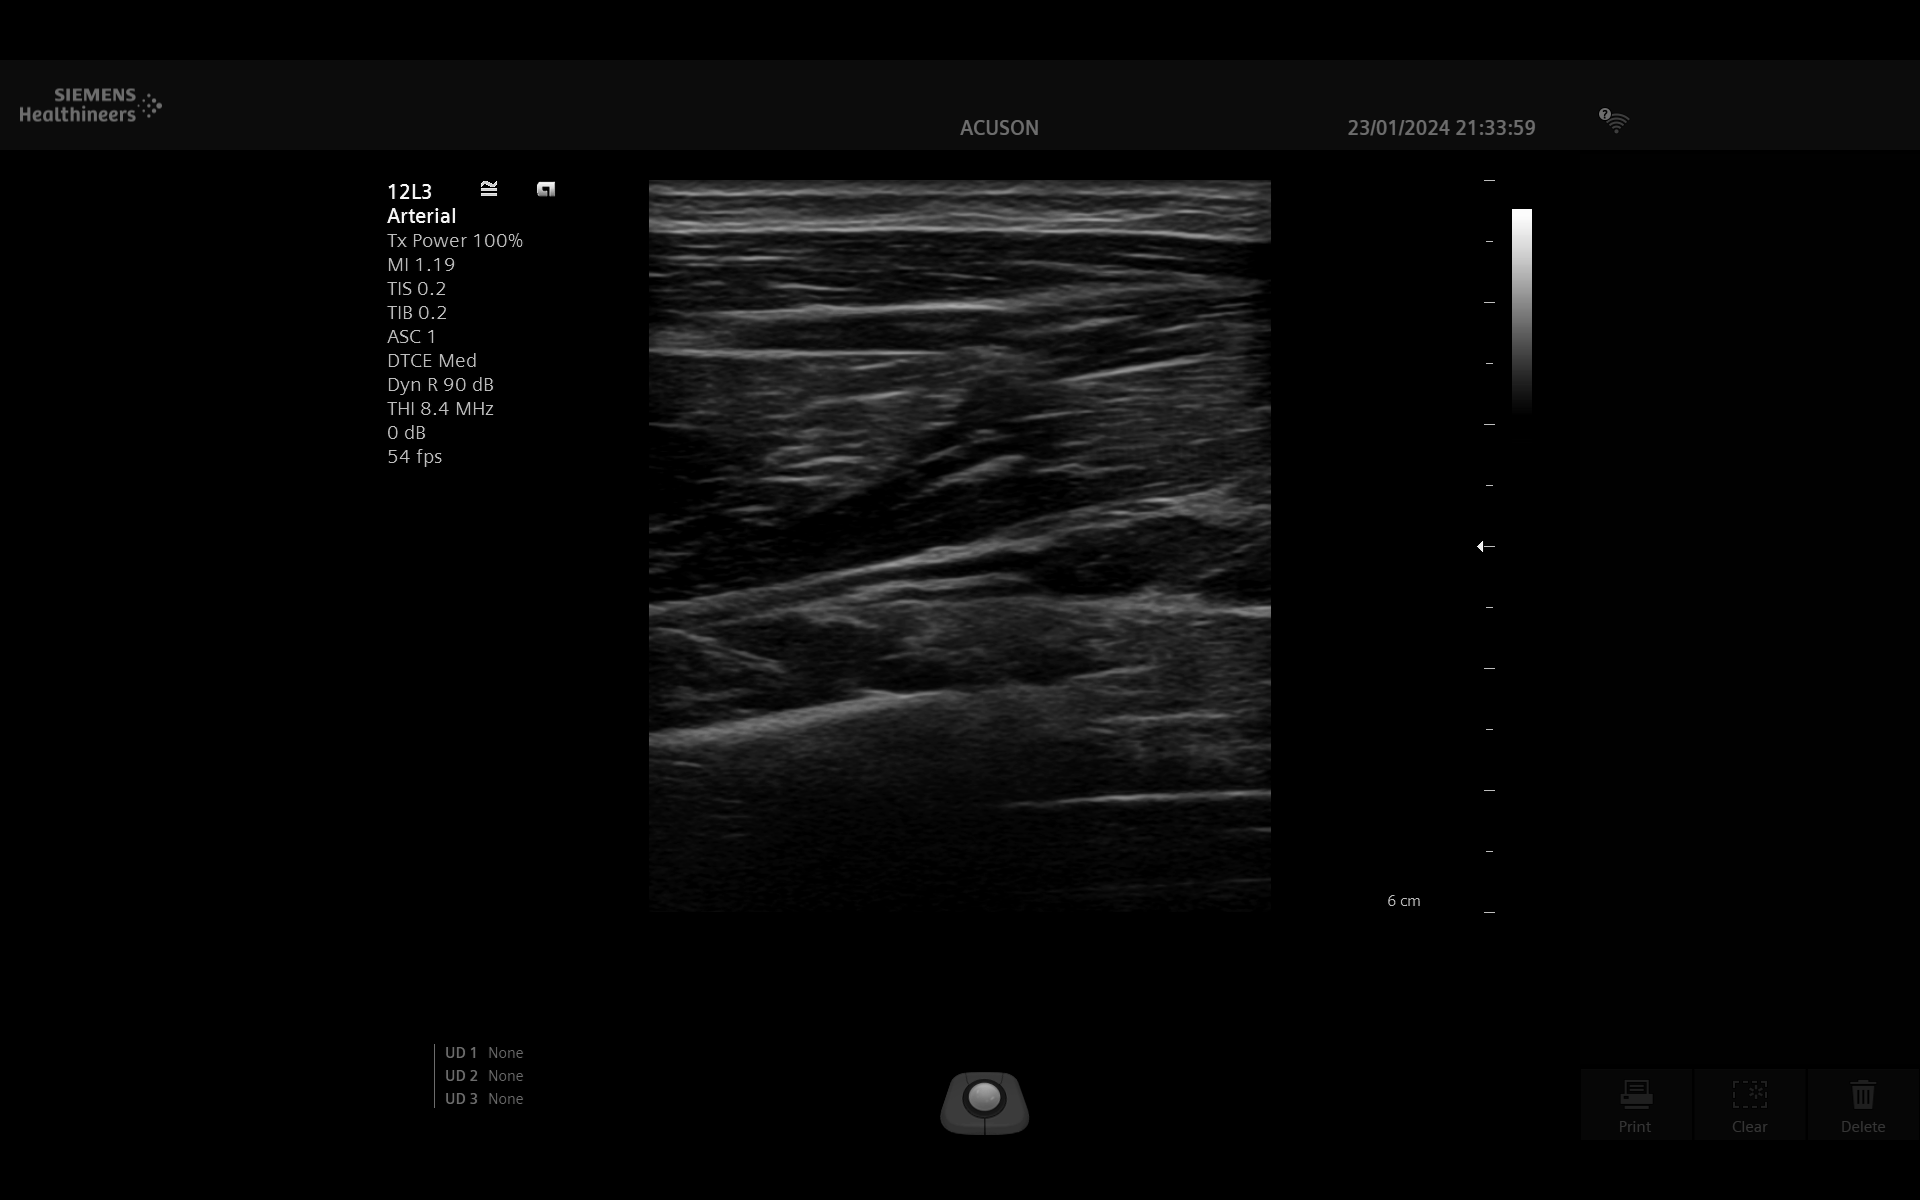 SIEMENS
Healthineers
ACUSON
23/01/2024 21:33:59
12L3
Arterial
Tx Power 100%
MI 1.19
TIS 0.2
TIB 0.2
ASC 1
DTCE Med
Dyn R 90 dB
THI 8.4 MHz
0 dB
54 fps
6 cm
UD 1 None
UD 2 None
UD 3 None
Print
Clear
Delete